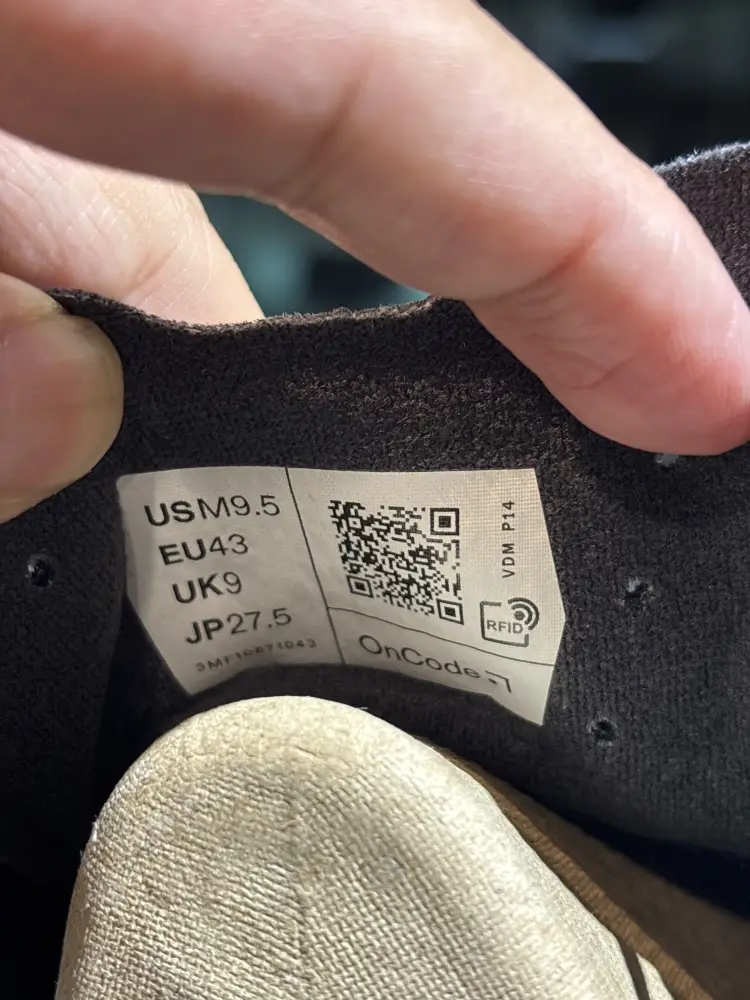 USM9.5
EU43
UK9
JP27.5
3MF10671043
VDM P14
RFID
OnCode